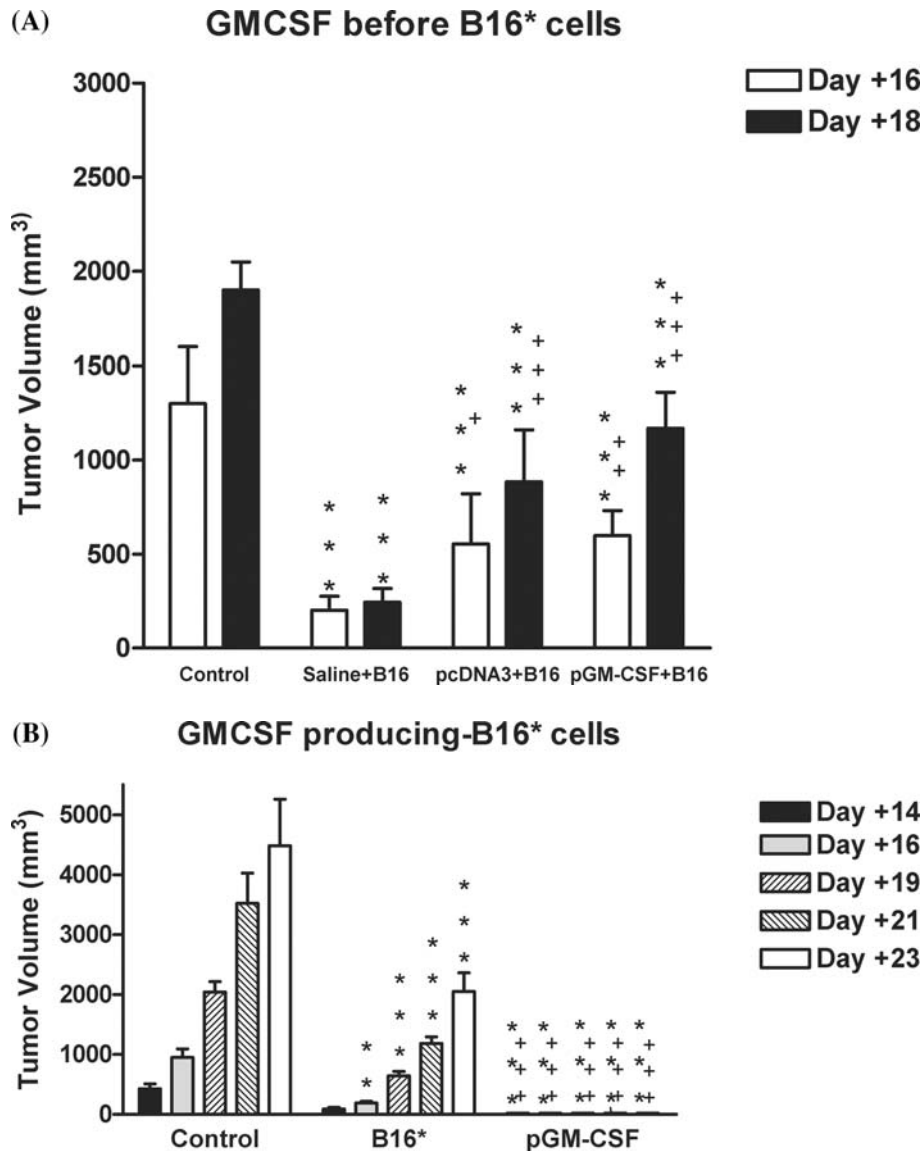 (A)
GMCSF before B16* cells
Day +16
Day +18
Tumor Volume (mm³)
3000
2500
2000
1500
1000
500
0
* * *
* * *
* * * +
* * * + + +
* * * + +
* * * + + +
Control
Saline+B16
pcDNA3+B16
pGM-CSF+B16
(B)
GMCSF producing-B16* cells
Day +14
Day +16
Day +19
Day +21
Day +23
Tumor Volume (mm³)
5000
4000
3000
2000
1000
0
* *
* * *
* * *
* * *
* * * + + +
* * * + + +
* * * + + +
* * * + + +
* * * + + +
Control
B16*
pGM-CSF